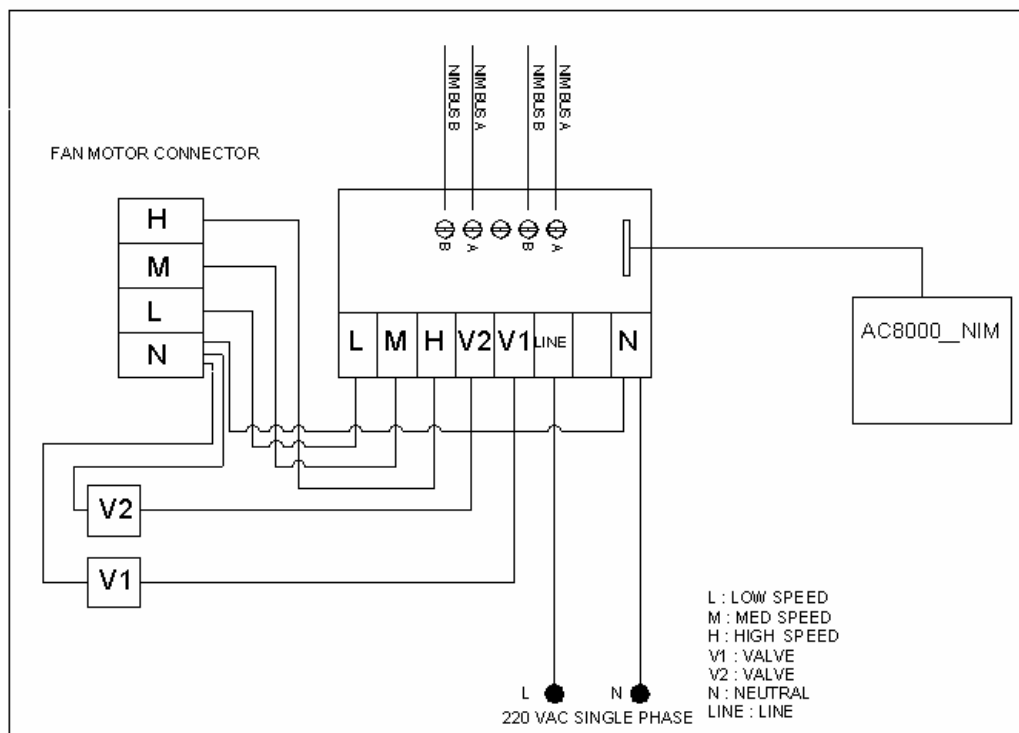 NIM BUS B
NIM BUS A
NIM BUS B
NIM BUS A
FAN MOTOR CONNECTOR
H
M
L
N
B
A
B
A
L M H V2 V1 LINE N
AC8000__NIM
V2
V1
L : LOW SPEED
M : MED SPEED
H : HIGH SPEED
V1 : VALVE
V2 : VALVE
N : NEUTRAL
LINE : LINE
L N
220 VAC SINGLE PHASE